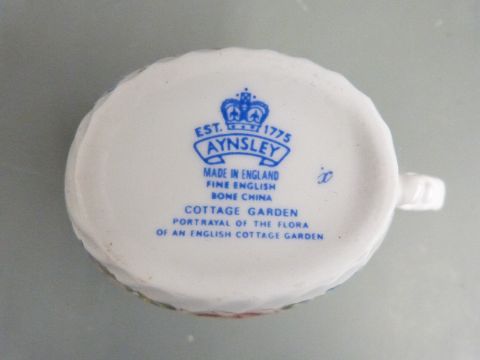 EST. 1775
AYNSLEY
MADE IN ENGLAND
FINE ENGLISH
BONE CHINA
COTTAGE GARDEN
PORTRAYAL OF THE FLORA
OF AN ENGLISH COTTAGE GARDEN